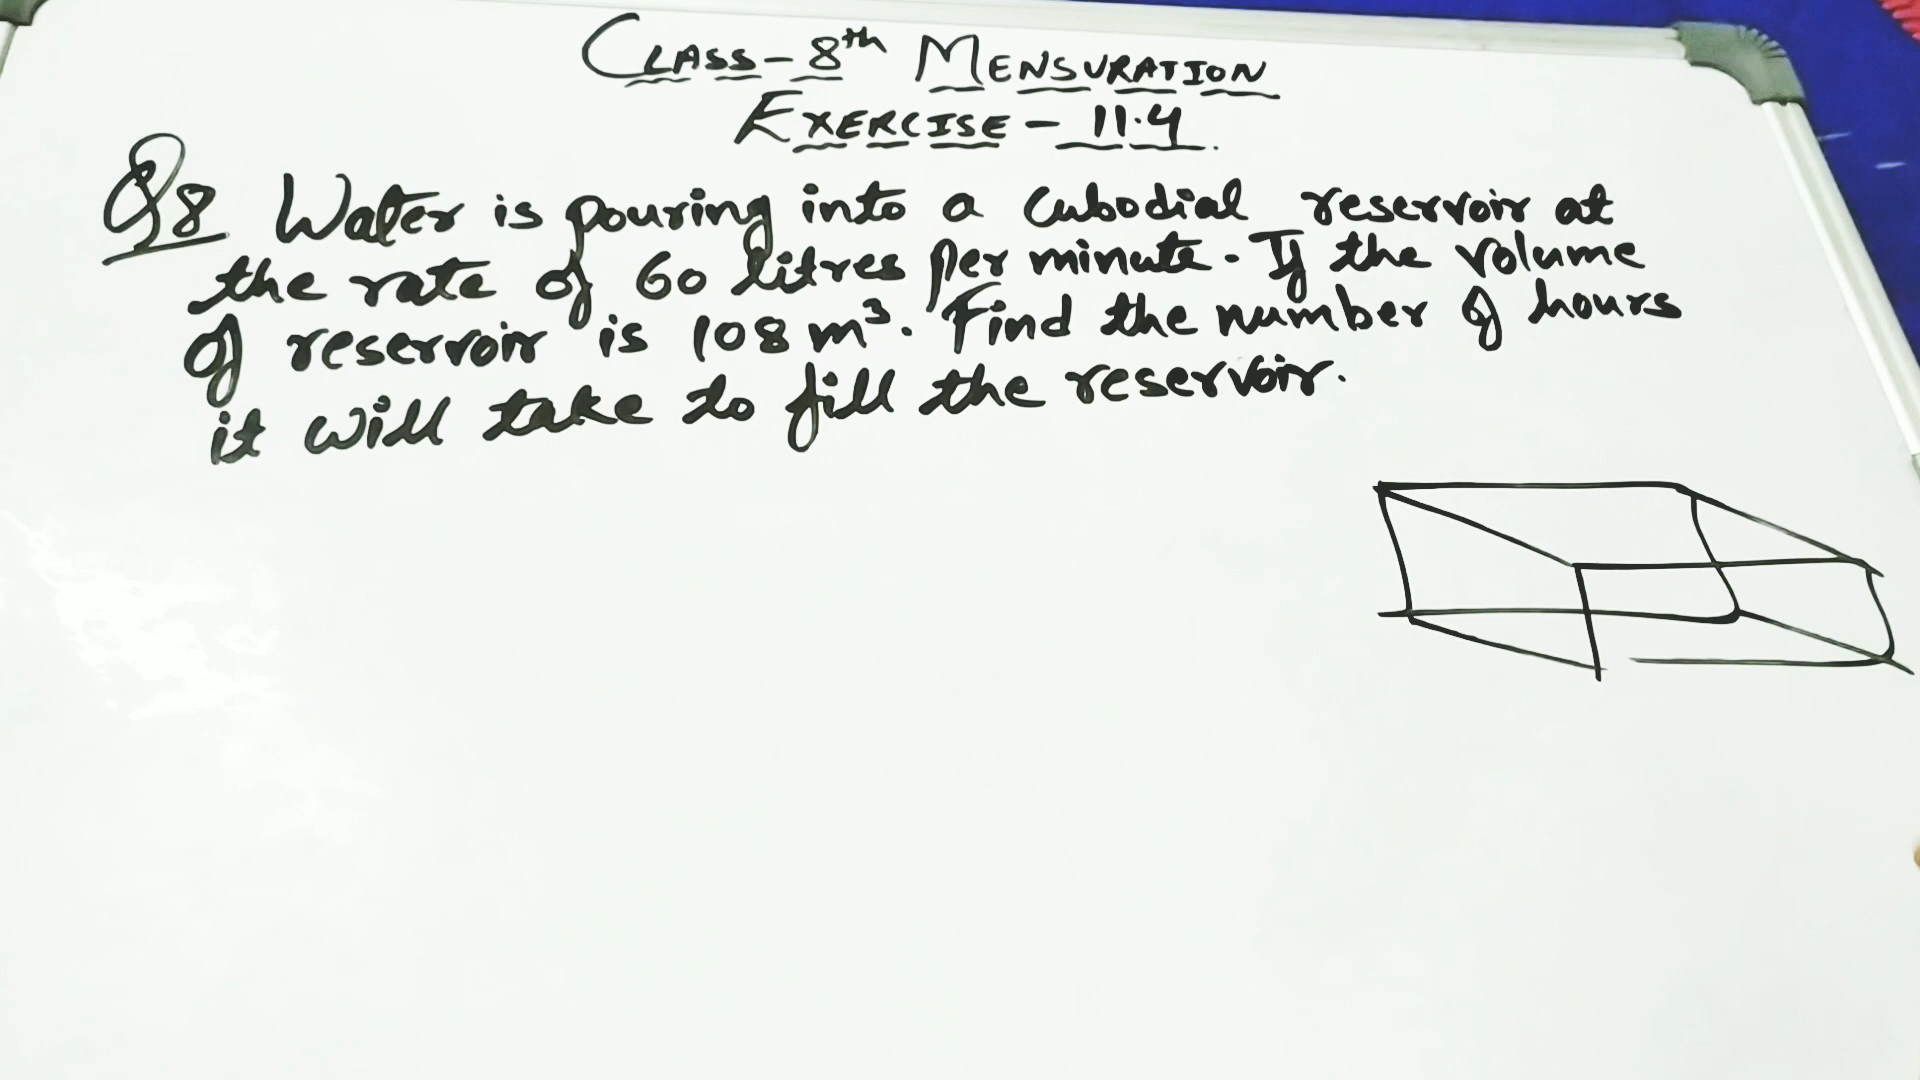 CLASS - 8th MENSURATION
EXERCISE - 11.4.
Q8 Water is pouring into a Cubodial reservoir at
the rate of 60 litres per minute. If the volume
of reservoir is 108 m³. Find the number of hours
it will take to fill the reservoir.